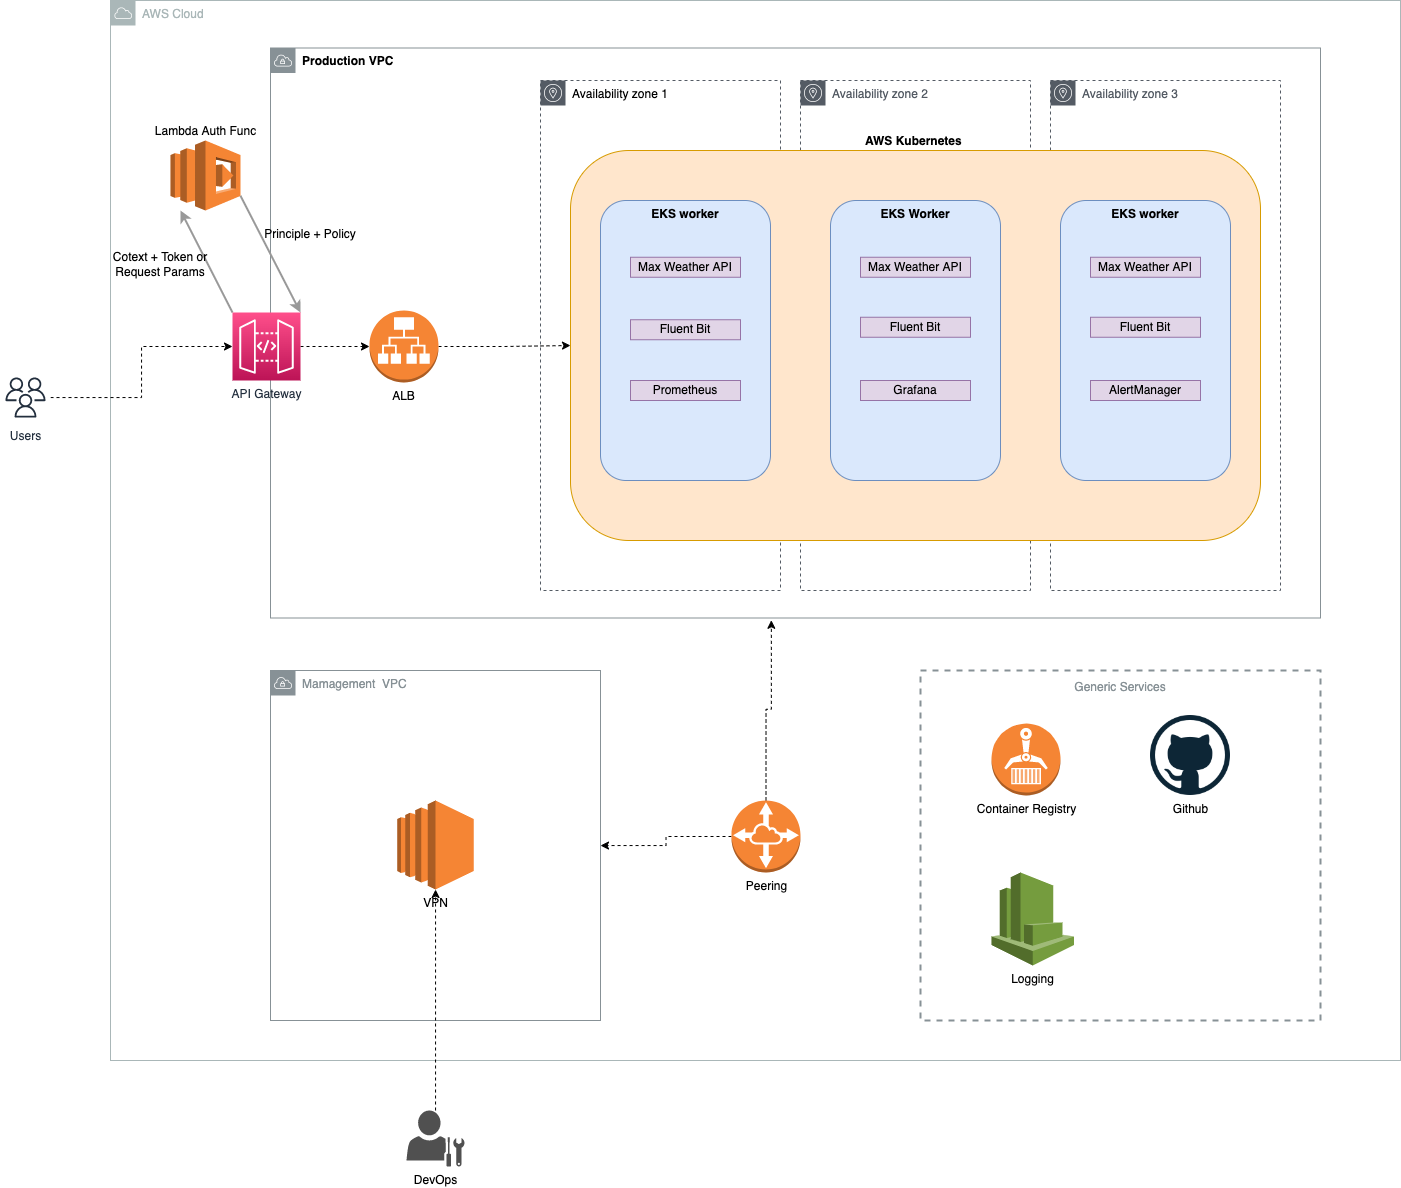 AWS Cloud
Production VPC
Availability zone 1
Availability zone 2
Availability zone 3
Lambda Auth Func
AWS Kubernetes
EKS worker
EKS Worker
EKS worker
Principle + Policy
Cotext + Token or
Request Params
Max Weather API
Max Weather API
Max Weather API
Fluent Bit
Fluent Bit
Fluent Bit
</>
API Gateway
ALB
Prometheus
Grafana
AlertManager
Users
Mamagement  VPC
Generic Services
Container Registry
Github
Peering
VPN
Logging
DevOps